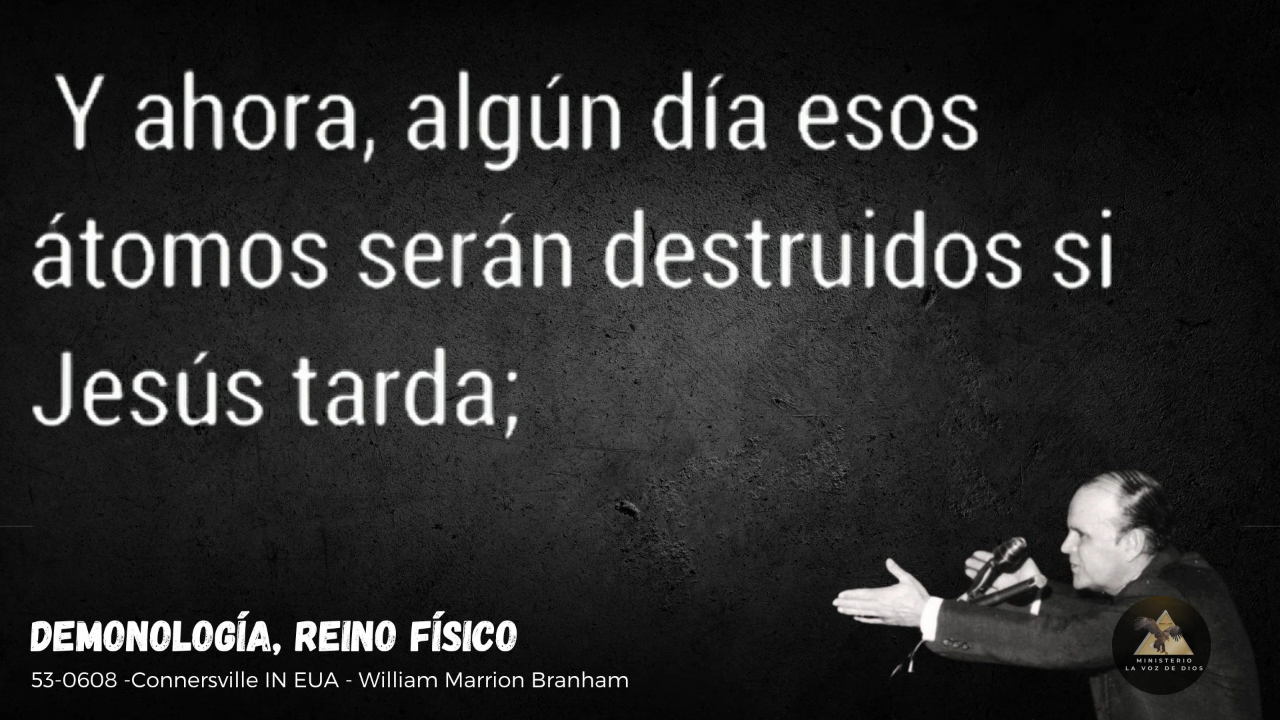 Y ahora, algún día esos
átomos serán destruidos si
Jesús tarda;
DEMONOLOGÍA, REINO FÍSICO
53-0608 -Connersville IN EUA - William Marrion Branham
MINISTERIO
LA VOZ DE DIOS